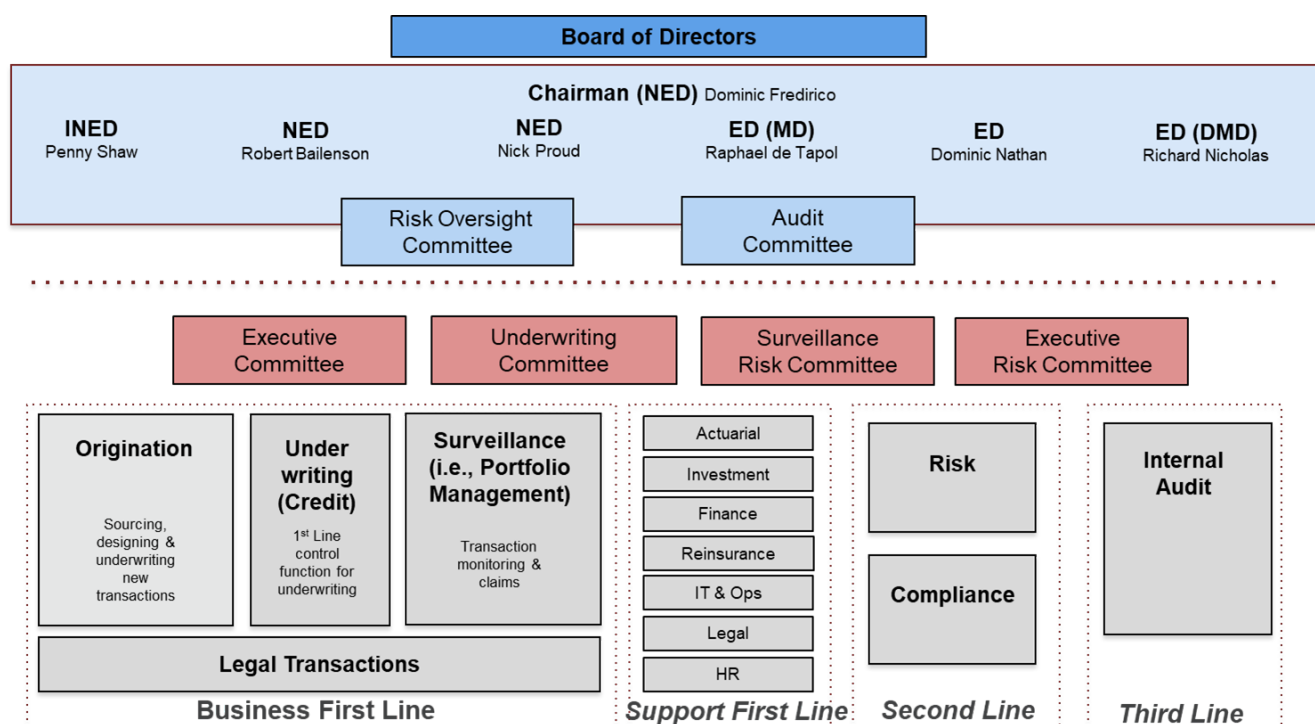 Board of Directors
Chairman (NED) Dominic Fredirico
INED
Penny Shaw
NED
Robert Bailenson
NED
Nick Proud
ED (MD)
Raphael de Tapol
ED
Dominic Nathan
ED (DMD)
Richard Nicholas
Risk Oversight
Committee
Audit
Committee
Executive
Committee
Underwriting
Committee
Surveillance
Risk Committee
Executive
Risk Committee
Origination
Sourcing,
designing &
underwriting
new
transactions
Under
writing
(Credit)
1st Line
control
function for
underwriting
Surveillance
(i.e., Portfolio
Management)
Transaction
monitoring &
claims
Legal Transactions
Business First Line
Actuarial
Investment
Finance
Reinsurance
IT & Ops
Legal
HR
Support First Line
Risk
Compliance
Second Line
Internal
Audit
Third Line